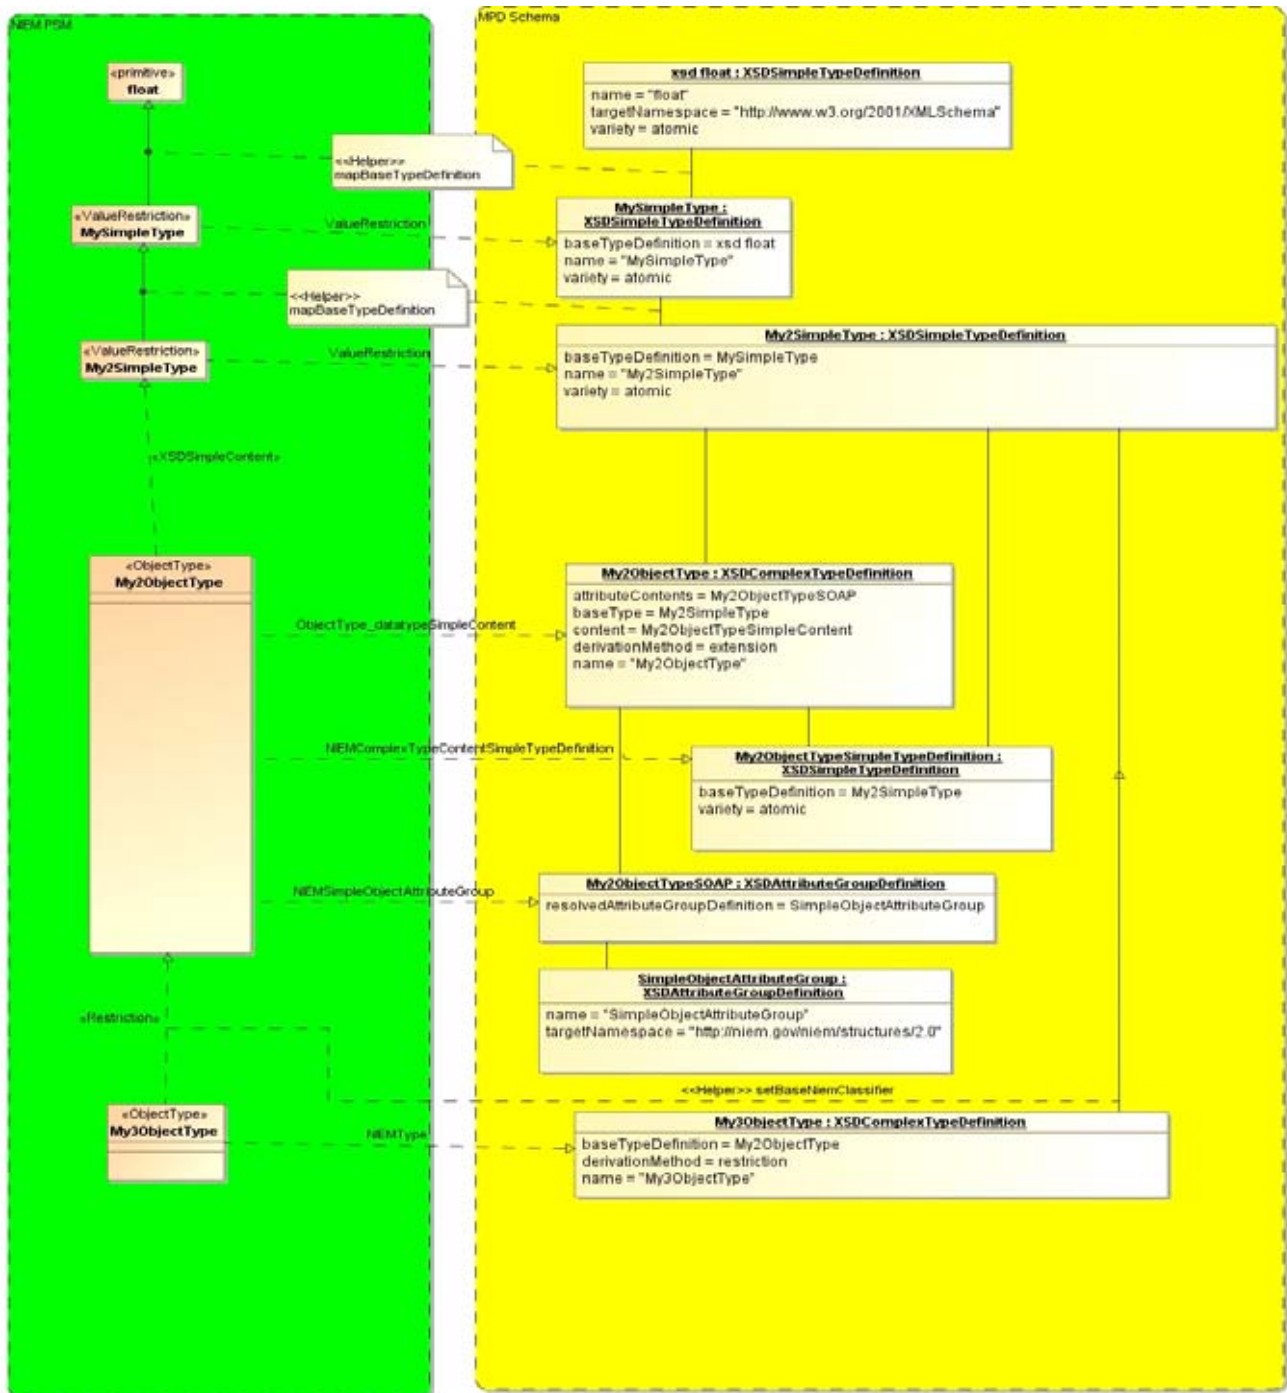 NIEM PSM
«primitive»
float
<<Helper>>
mapBaseTypeDefinition
«ValueRestriction»
MySimpleType
ValueRestriction
<<Helper>>
mapBaseTypeDefinition
«ValueRestriction»
My2SimpleType
ValueRestriction
«XSDSimpleContent»
«ObjectType»
My2ObjectType
ObjectType_datatypeSimpleContent
NIEMComplexTypeContentSimpleTypeDefinition
NIEMSimpleObjectAttributeGroup
«Restriction»
«ObjectType»
My3ObjectType
NIEMType
MPD Schema
xsd float : XSDSimpleTypeDefinition
name = "float"
targetNamespace = "http://www.w3.org/2001/XMLSchema"
variety = atomic
MySimpleType :
XSDSimpleTypeDefinition
baseTypeDefinition = xsd float
name = "MySimpleType"
variety = atomic
My2SimpleType : XSDSimpleTypeDefinition
baseTypeDefinition = MySimpleType
name = "My2SimpleType"
variety = atomic
My2ObjectType : XSDComplexTypeDefinition
attributeContents = My2ObjectTypeSOAP
baseType = My2SimpleType
content = My2ObjectTypeSimpleContent
derivationMethod = extension
name = "My2ObjectType"
My2ObjectTypeSimpleTypeDefinition :
XSDSimpleTypeDefinition
baseTypeDefinition = My2SimpleType
variety = atomic
My2ObjectTypeSOAP : XSDAttributeGroupDefinition
resolvedAttributeGroupDefinition = SimpleObjectAttributeGroup
SimpleObjectAttributeGroup :
XSDAttributeGroupDefinition
name = "SimpleObjectAttributeGroup"
targetNamespace = "http://niem.gov/niem/structures/2.0"
<<Helper>> setBaseNiemClassifier
My3ObjectType : XSDComplexTypeDefinition
baseTypeDefinition = My2ObjectType
derivationMethod = restriction
name = "My3ObjectType"